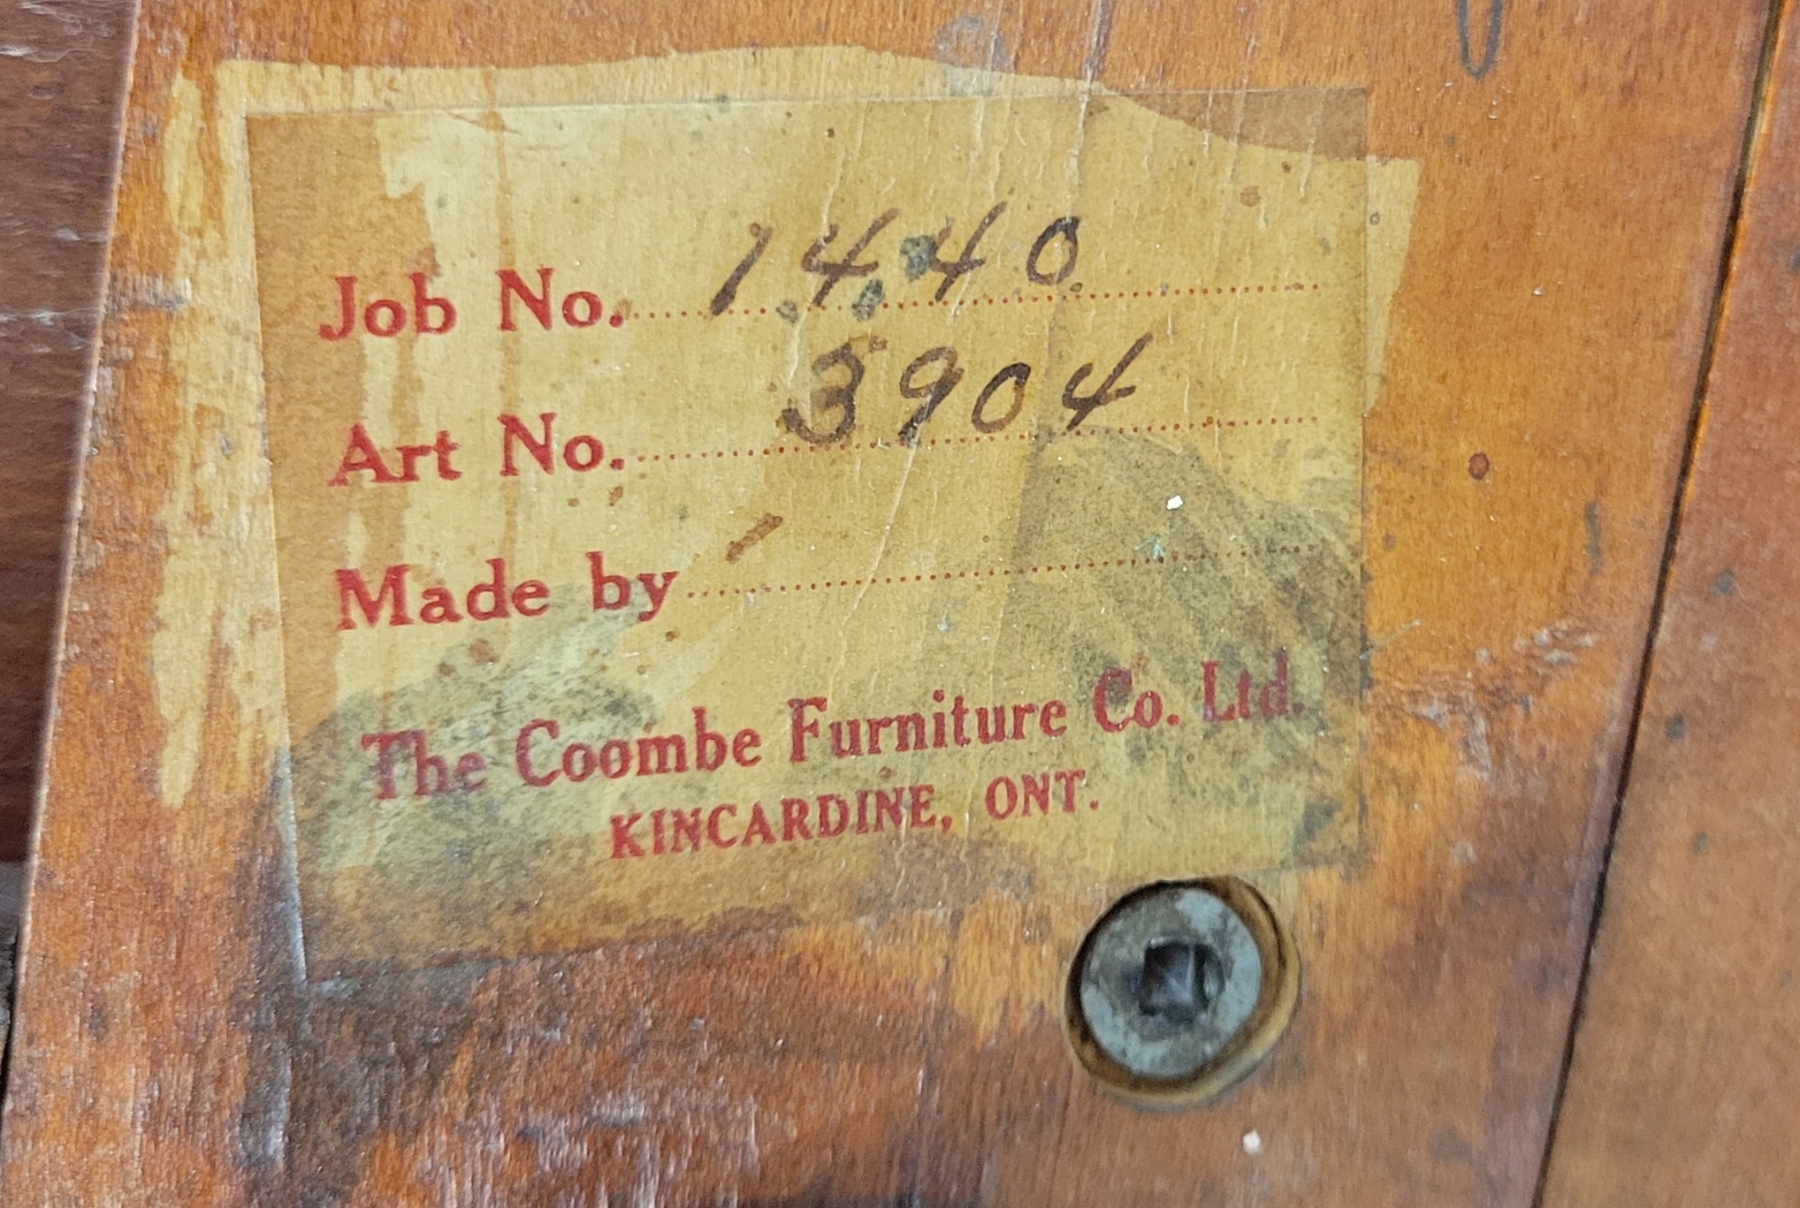 Job No. 1440
Art No. 3904
Made by
The Coombe Furniture Co. Ltd.
KINCARDINE, ONT.